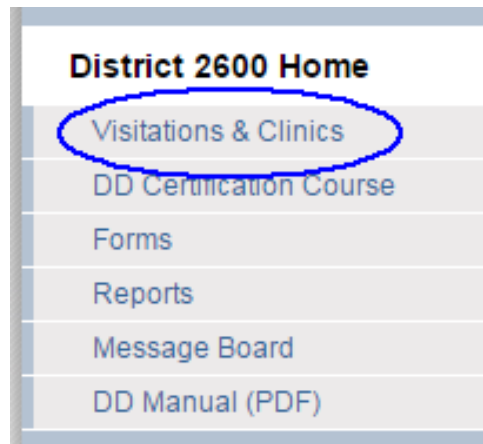 District 2600 Home
Visitations & Clinics
DD Certification Course
Forms
Reports
Message Board
DD Manual (PDF)